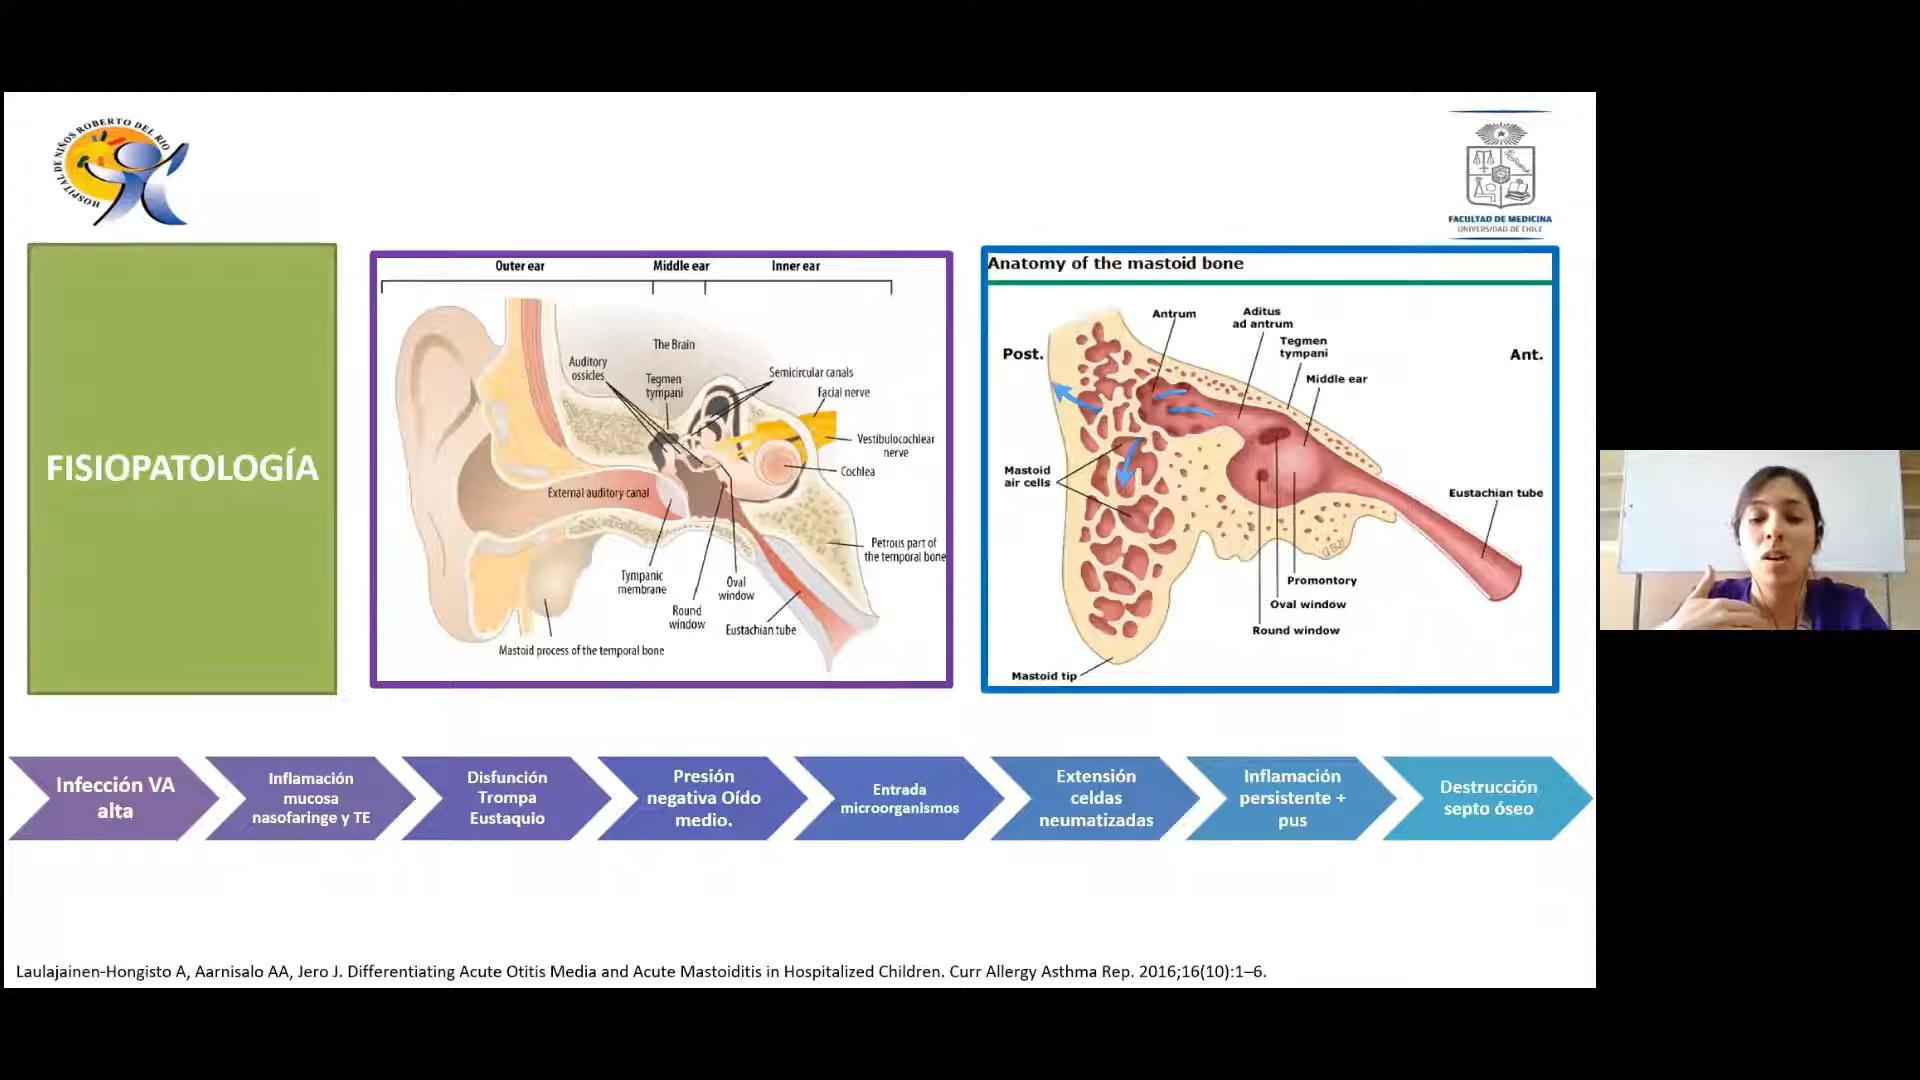 HOSPITAL DE NIÑOS ROBERTO DEL RIO
FACULTAD DE MEDICINA
UNIVERSIDAD DE CHILE
FISIOPATOLOGÍA
Outer ear
Middle ear
Inner ear
The Brain
Auditory
ossicles
Tegmen
tympani
Semicircular canals
Facial nerve
Vestibulocochlear
nerve
Cochlea
External auditory canal
Petrous part of
the temporal bone
Tympanic
membrane
Oval
window
Round
window
Eustachian tube
Mastoid process of the temporal bone
Anatomy of the mastoid bone
Antrum
Aditus
ad antrum
Tegmen
tympani
Post.
Ant.
Middle ear
Mastoid
air cells
Eustachian tube
Promontory
Oval window
Round window
Mastoid tip
Infección VA
alta
Inflamación
mucosa
nasofaringe y TE
Disfunción
Trompa
Eustaquio
Presión
negativa Oído
medio.
Entrada
microorganismos
Extensión
celdas
neumatizadas
Inflamación
persistente +
pus
Destrucción
septo óseo
Laulajainen-Hongisto A, Aarnisalo AA, Jero J. Differentiating Acute Otitis Media and Acute Mastoiditis in Hospitalized Children. Curr Allergy Asthma Rep. 2016;16(10):1–6.